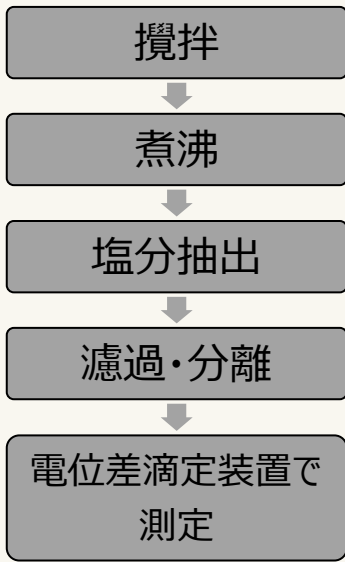 攪拌
煮沸
塩分抽出
濾過・分離
電位差滴定装置で
測定